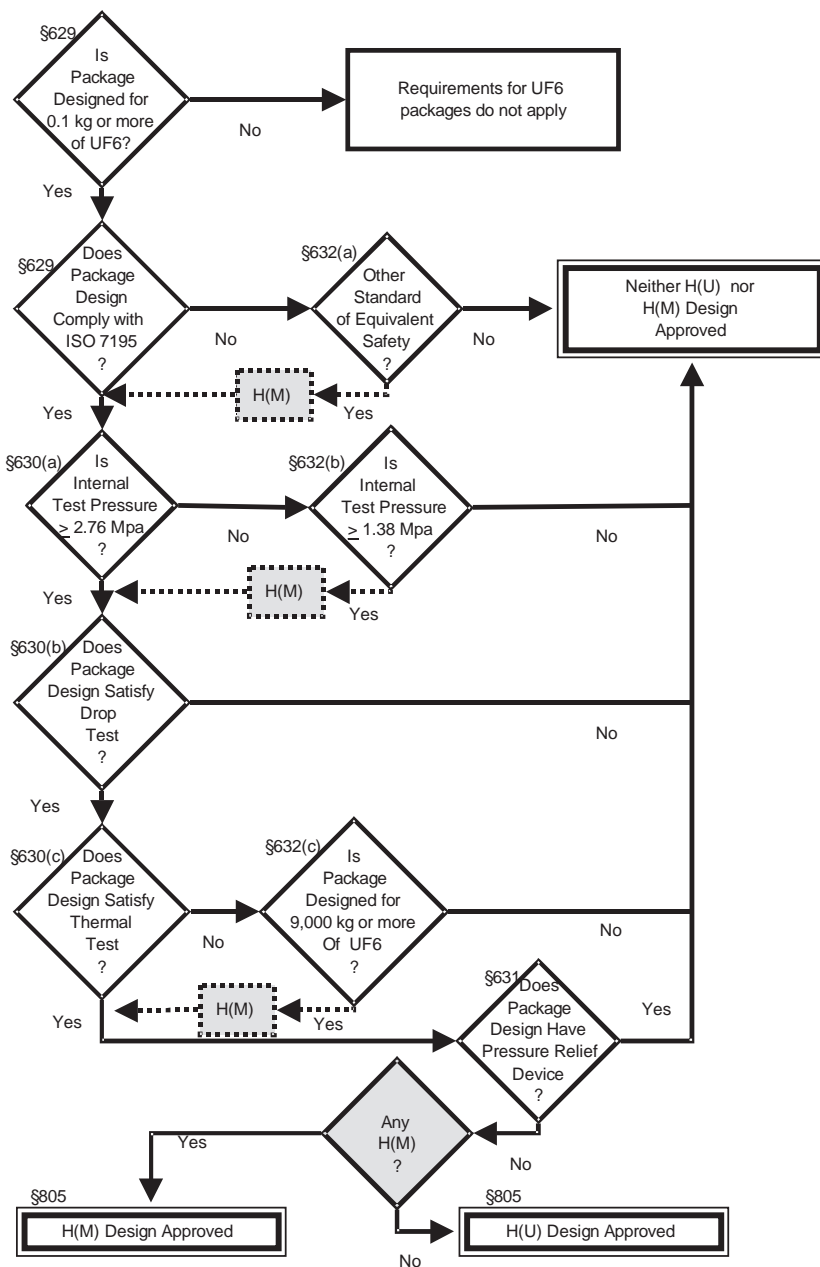 §629
Is
Package
Designed for
0.1 kg or more
of UF6?
No
Requirements for UF6
packages do not apply
Yes
§629
Does
Package
Design
Comply with
ISO 7195
?
No
§632(a)
Other
Standard
of Equivalent
Safety
?
No
Neither H(U) nor
H(M) Design
Approved
H(M)
Yes
Yes
§630(a)
Is
Internal
Test Pressure
≥ 2.76 Mpa
?
No
§632(b)
Is
Internal
Test Pressure
≥ 1.38 Mpa
?
No
H(M)
Yes
Yes
§630(b)
Does
Package
Design Satisfy
Drop
Test
?
No
Yes
§630(c)
Does
Package
Design Satisfy
Thermal
Test
?
No
§632(c)
Is
Package
Designed for
9,000 kg or more
Of UF6
?
No
H(M)
Yes
Yes
§631
Does
Package
Design Have
Pressure Relief
Device
?
Yes
No
Any
H(M)
?
Yes
No
§805
H(M) Design Approved
§805
H(U) Design Approved